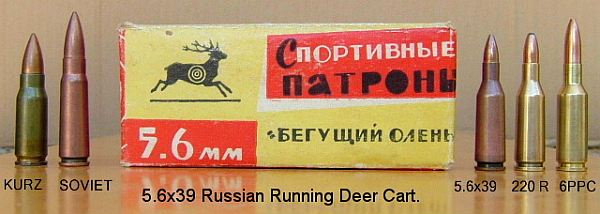 Спортивные
патроны
5.6 мм
"Бегущий олень
KURZ SOVIET
5.6x39 220 R 6PPC
5.6x39 Russian Running Deer Cart.